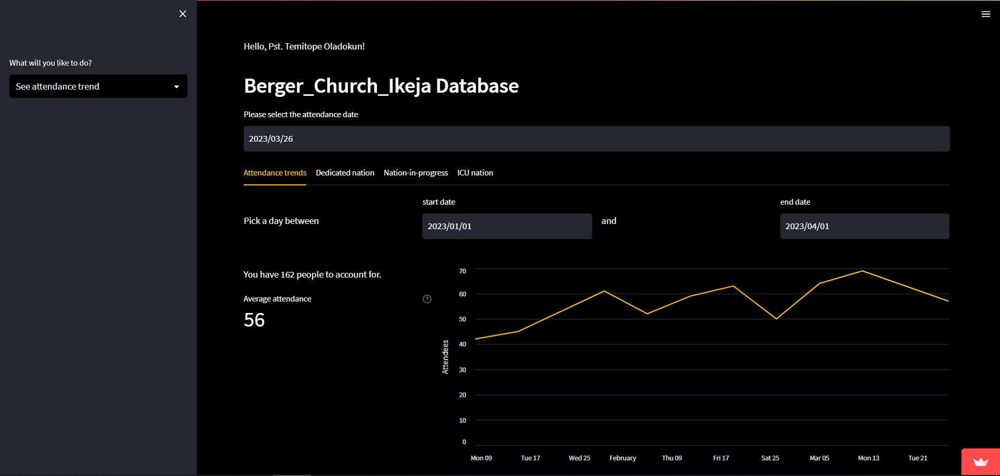 What will you like to do?
See attendance trend
Hello, Pst. Temitope Oladokun!
Berger_Church_Ikeja Database
Please select the attendance date
2023/03/26
Attendance trends Dedicated nation Nation-in-progress ICU nation
start date end date
Pick a day between and
2023/01/01 2023/04/01
You have 162 people to account for.
Average attendance
56
Attendees
70
60
50
40
30
20
10
0
Mon 09 Tue 17 Wed 25 February Thu 09 Fri 17 Sat 25 Mar 05 Mon 13 Tue 21